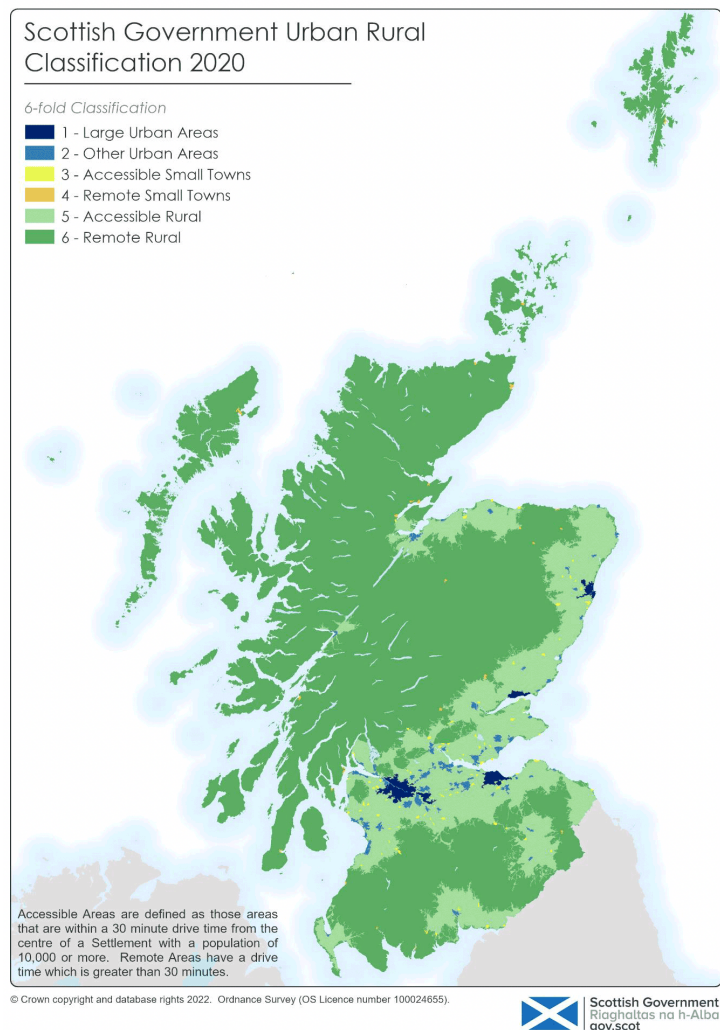 Scottish Government Urban Rural
Classification 2020
6-fold Classification
1 - Large Urban Areas
2 - Other Urban Areas
3 - Accessible Small Towns
4 - Remote Small Towns
5 - Accessible Rural
6 - Remote Rural
Accessible Areas are defined as those areas
that are within a 30 minute drive time from the
centre of a Settlement with a population of
10,000 or more. Remote Areas have a drive
time which is greater than 30 minutes.
© Crown copyright and database rights 2022. Ordnance Survey (OS Licence number 100024655).
Scottish Government
Riaghaltas na h-Alba
gov.scot